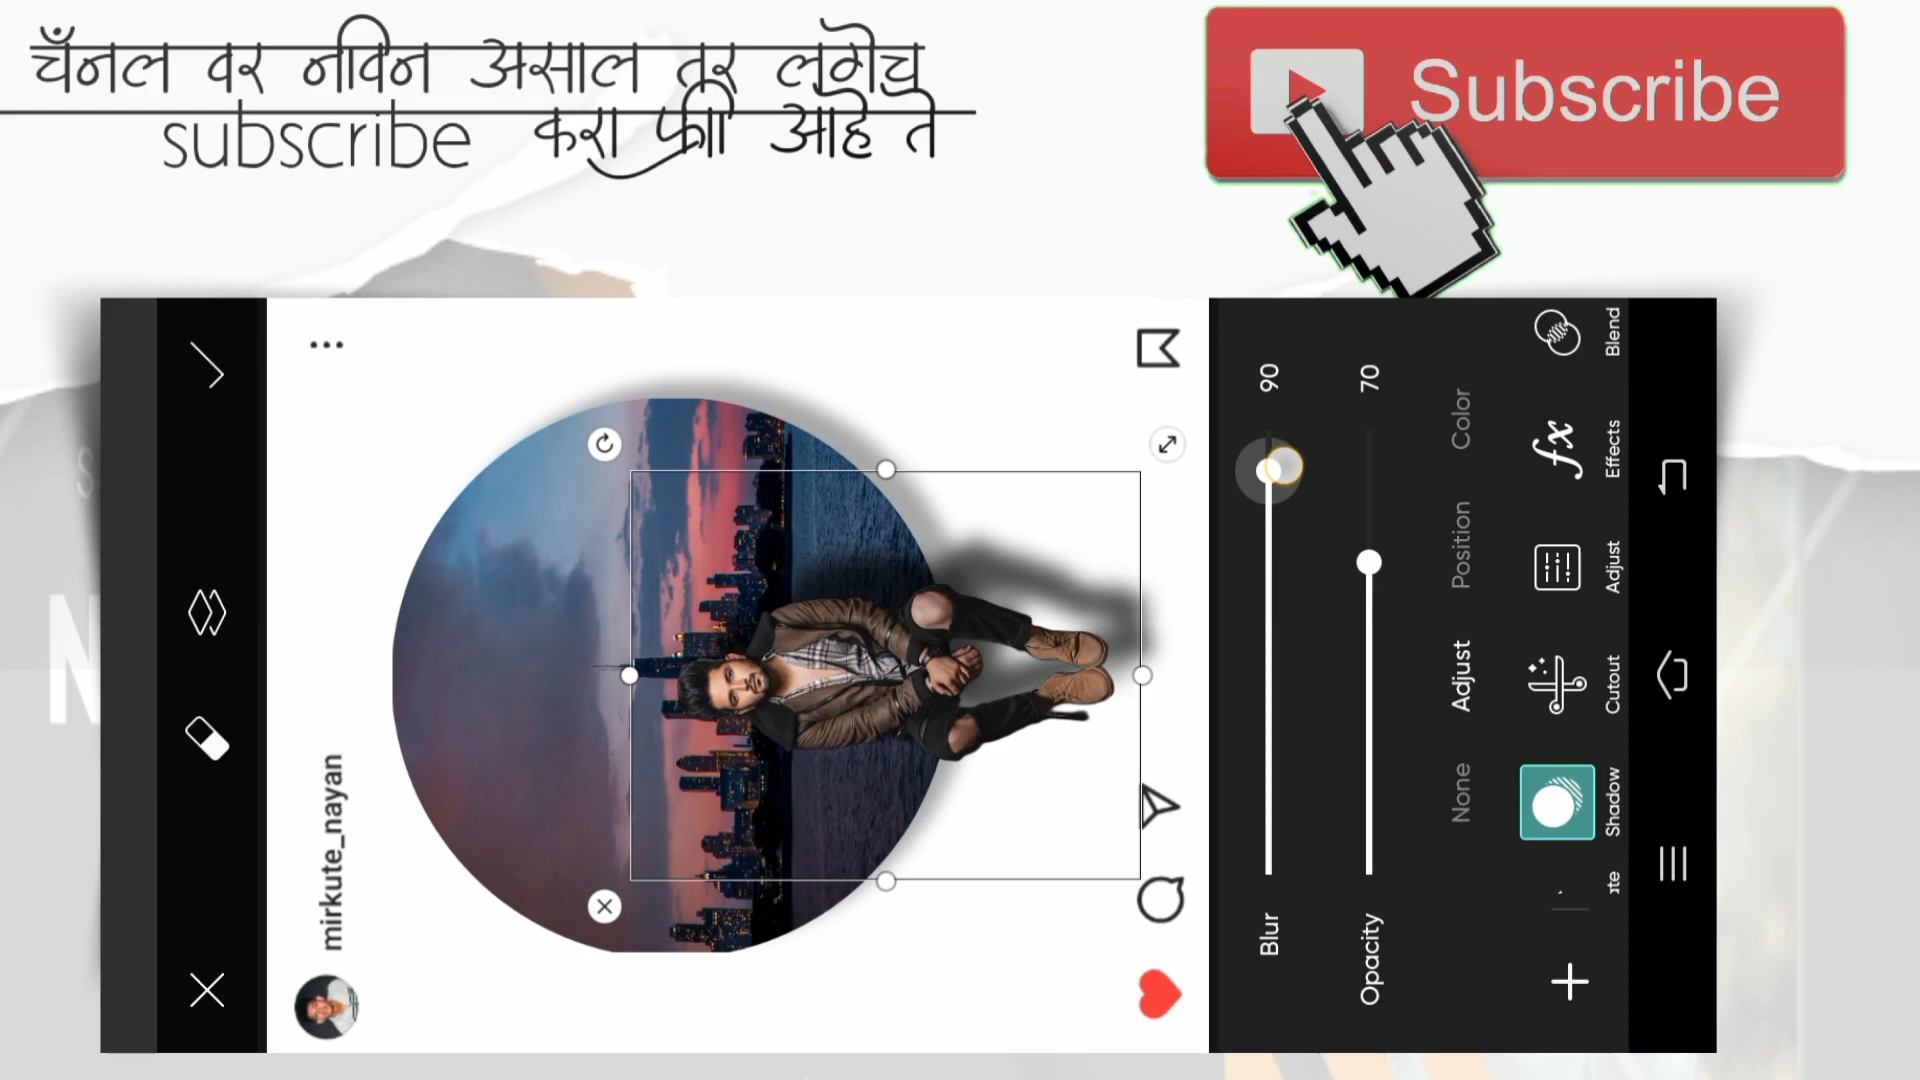 चॅंनल वर नविन असाल तर लगेच
subscribe करा फ्री आहे ते
Subscribe
mirkute_nayan
Blur 90
Opacity 70
None Adjust Position Color
Shadow Cutout Adjust Effects Blend
N